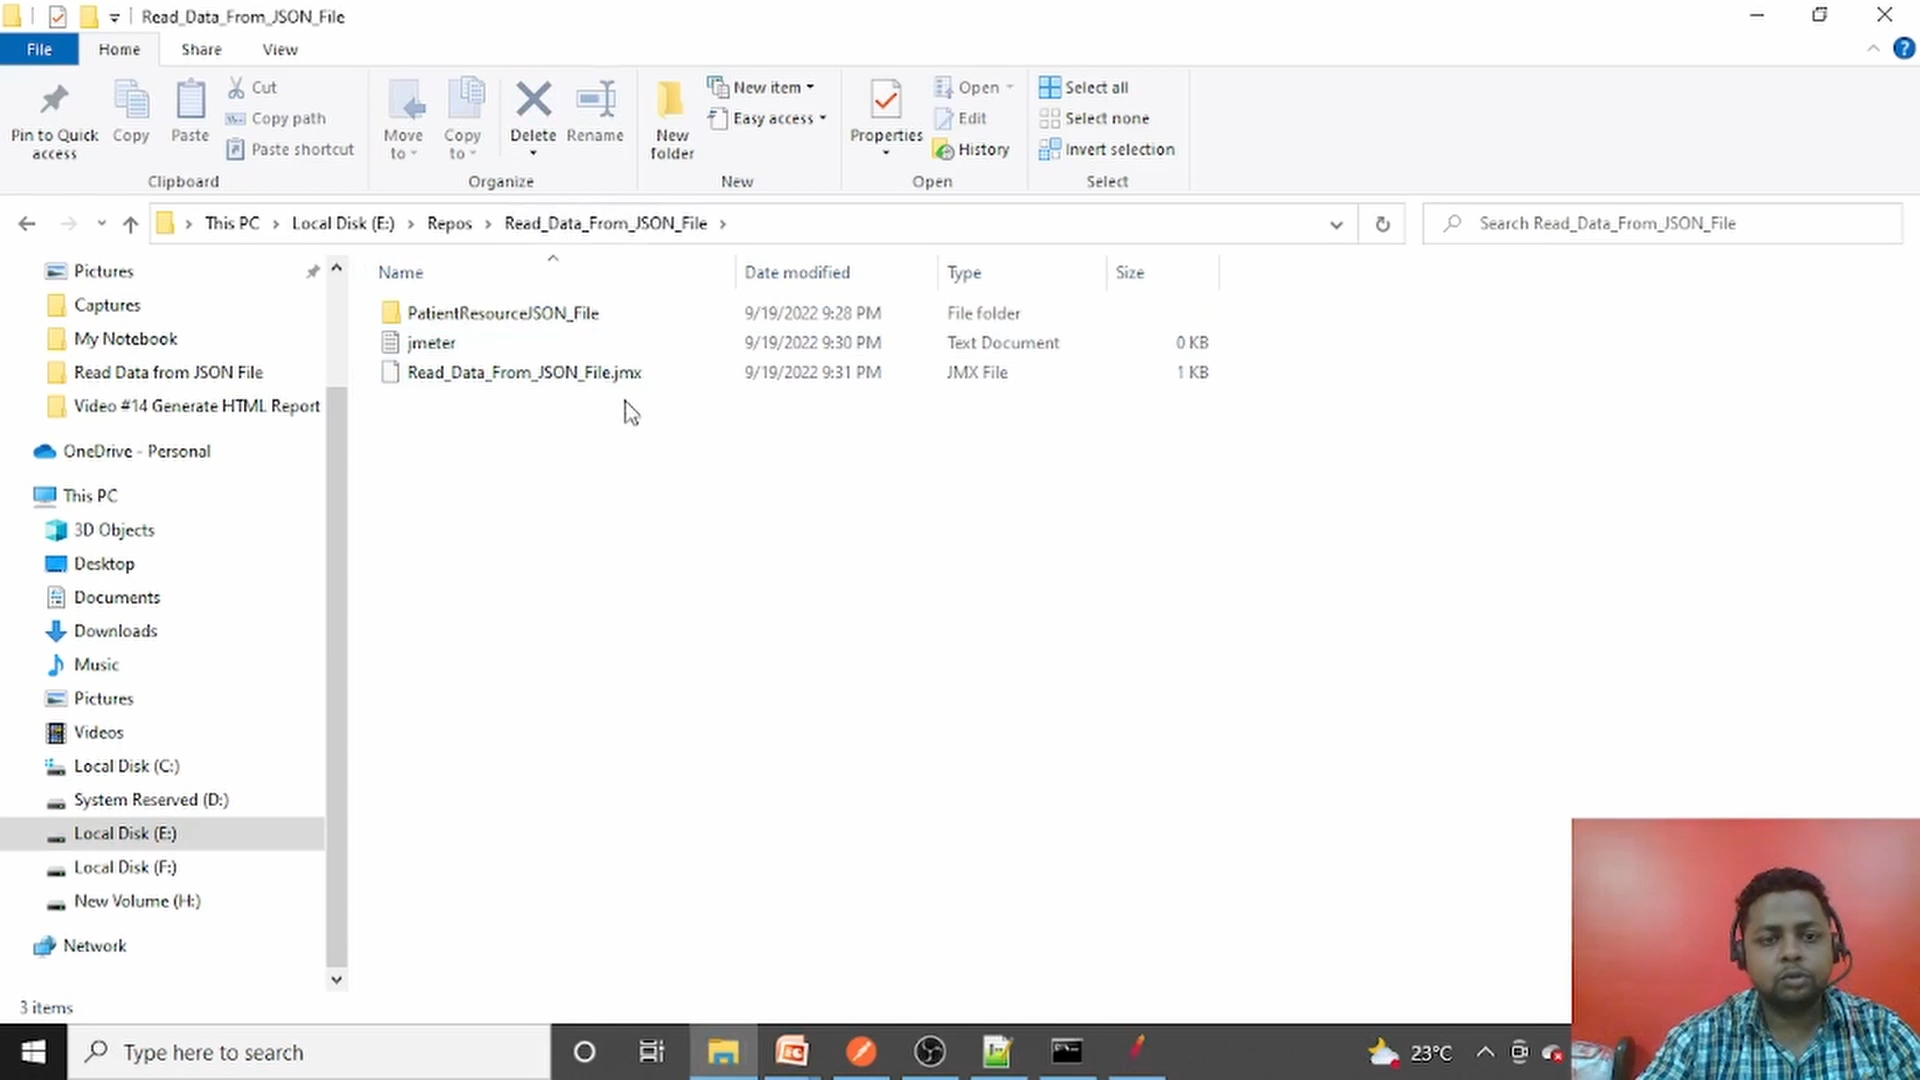 Read_Data_From_JSON_File
File Home Share View
Pin to Quick access
Copy
Paste
Cut
Copy path
Paste shortcut
Clipboard
Move to
Copy to
Delete
Rename
Organize
New folder
New item
Easy access
New
Properties
Open
Edit
History
Open
Select all
Select none
Invert selection
Select
This PC Local Disk (E:) Repos Read_Data_From_JSON_File
Search Read_Data_From_JSON_File
Pictures
Captures
My Notebook
Read Data from JSON File
Video #14 Generate HTML Report
OneDrive - Personal
This PC
3D Objects
Desktop
Documents
Downloads
Music
Pictures
Videos
Local Disk (C:)
System Reserved (D:)
Local Disk (E:)
Local Disk (F:)
New Volume (H:)
Network
Name Date modified Type Size
PatientResourceJSON_File 9/19/2022 9:28 PM File folder
jmeter 9/19/2022 9:30 PM Text Document 0 KB
Read_Data_From_JSON_File.jmx 9/19/2022 9:31 PM JMX File 1 KB
3 items
Type here to search
23°C